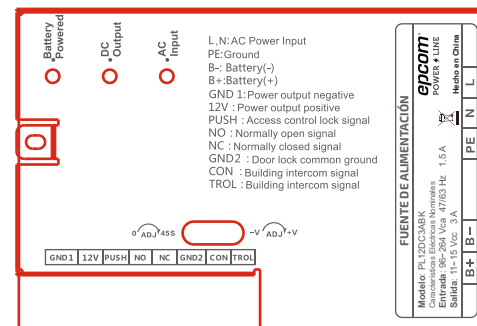 Battery
Powered
DC
Output
AC
Input
L,N:AC Power Input
PE:Ground
B-: Battery(-)
B+:Battery(+)
GND 1:Power output negative
12V : Power output positive
PUSH : Access control lock signal
NO : Normally open signal
NC : Normally closed signal
GND2 : Door lock common ground
CON : Building intercom signal
TROL : Building intercom signal
0 ADJ 45S
-V ADJ +V
GND1 12V PUSH NO NC GND2 CON TROL
FUENTE DE ALIMENTACIÓN
Modelo: PL12DC3ABK
Características Eléctricas Nominales
Entrada: 96-264 Vca 47/63 Hz 1.5 A
Salida: 11-15 Vcc 3 A
epcom
POWER LINE
Hecho en China
B+ B- PE N L